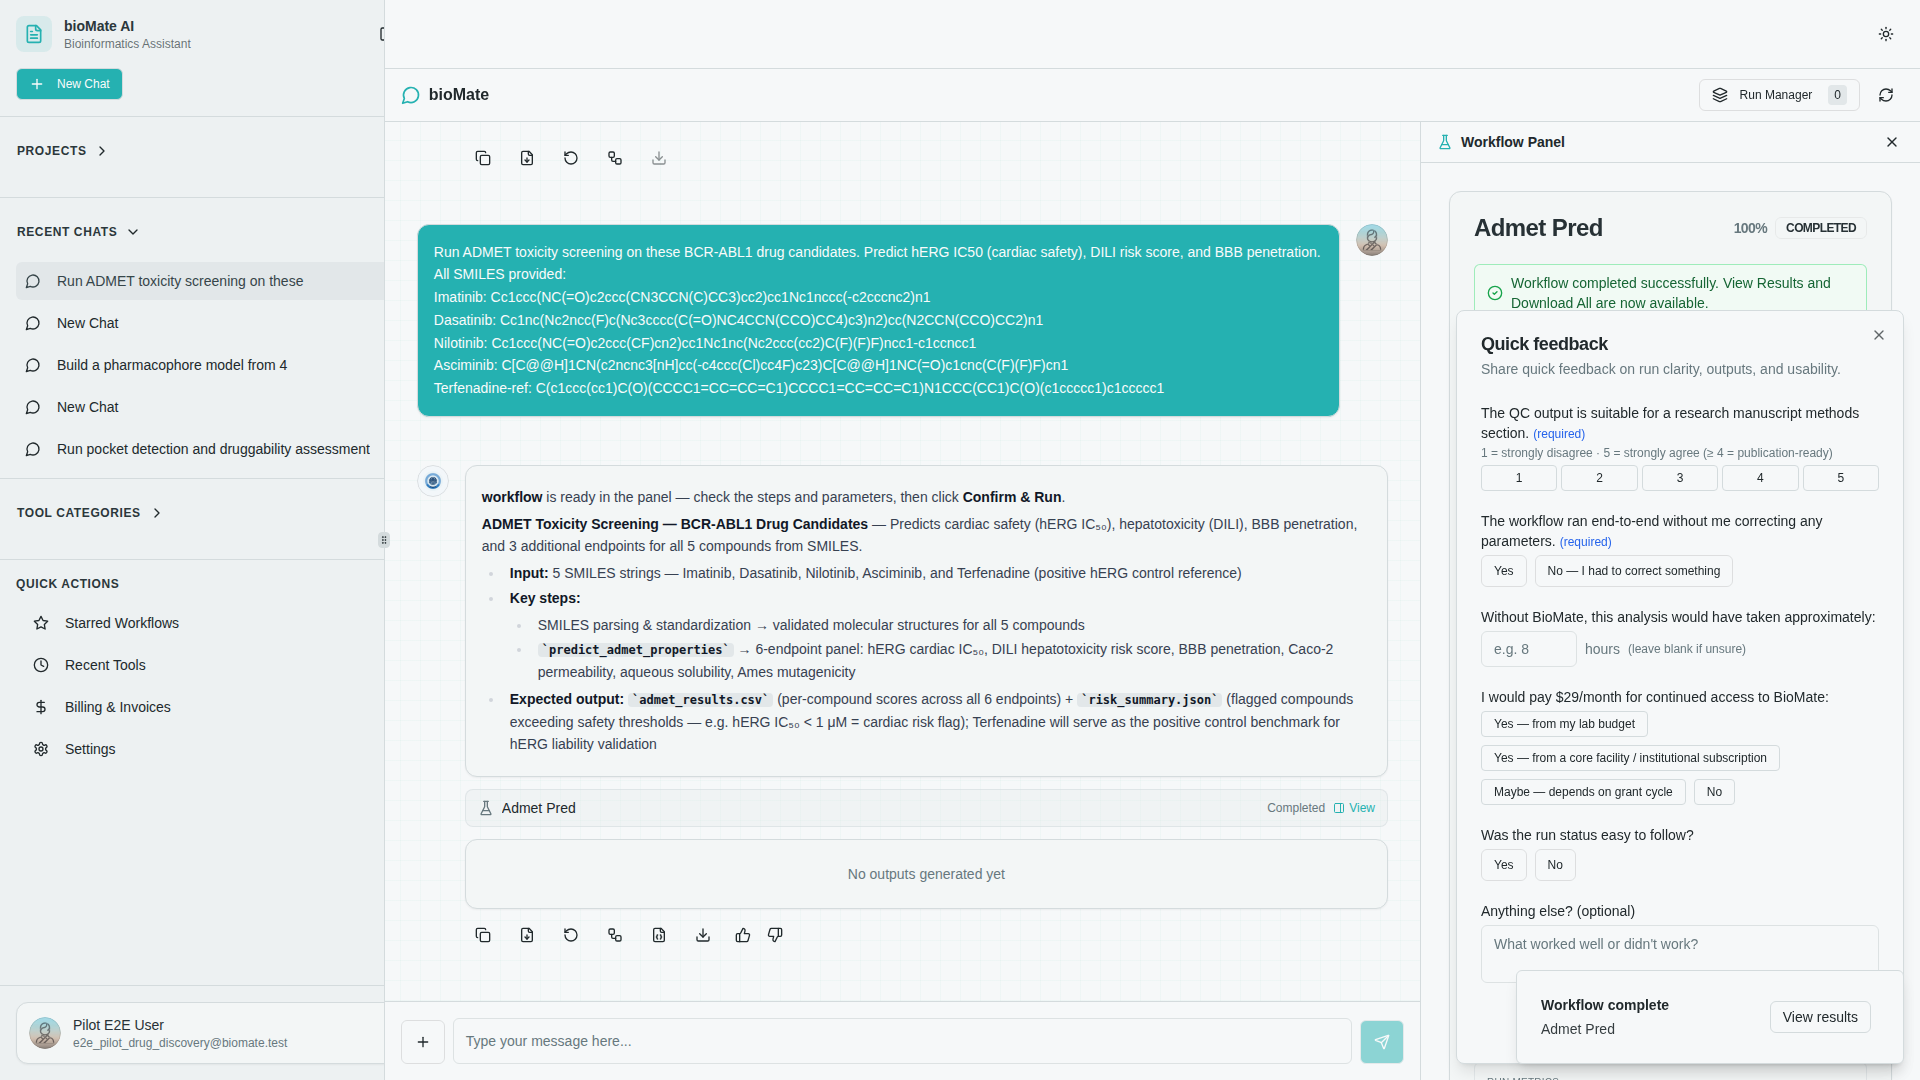 bioMate AI
Bioinformatics Assistant
New Chat
PROJECTS
RECENT CHATS
Run ADMET toxicity screening on these
New Chat
Build a pharmacophore model from 4
New Chat
Run pocket detection and druggability assessment
TOOL CATEGORIES
QUICK ACTIONS
Starred Workflows
Recent Tools
Billing & Invoices
Settings
Pilot E2E User
e2e_pilot_drug_discovery@biomate.test
bioMate
Run Manager 0
Run ADMET toxicity screening on these BCR-ABL1 drug candidates. Predict hERG IC50 (cardiac safety), DILI risk score, and BBB penetration.
All SMILES provided:
Imatinib: Cc1ccc(NC(=O)c2ccc(CN3CCN(C)CC3)cc2)cc1Nc1nccc(-c2cccnc2)n1
Dasatinib: Cc1nc(Nc2ncc(F)c(Nc3cccc(C(=O)NC4CCN(CCO)CC4)c3)n2)cc(N2CCN(CCO)CC2)n1
Nilotinib: Cc1ccc(NC(=O)c2ccc(CF)cn2)cc1Nc1nc(Nc2ccc(cc2)C(F)(F)F)ncc1-c1ccncc1
Asciminib: C[C@@H]1CN(c2ncnc3[nH]cc(-c4ccc(Cl)cc4F)c23)C[C@@H]1NC(=O)c1cnc(C(F)(F)F)cn1
Terfenadine-ref: C(c1ccc(cc1)C(O)(CCCC1=CC=CC=C1)CCCC1=CC=CC=C1)N1CCC(CC1)C(O)(c1ccccc1)c1ccccc1
workflow is ready in the panel — check the steps and parameters, then click Confirm & Run.
ADMET Toxicity Screening — BCR-ABL1 Drug Candidates — Predicts cardiac safety (hERG IC₅₀), hepatotoxicity (DILI), BBB penetration,
and 3 additional endpoints for all 5 compounds from SMILES.
Input: 5 SMILES strings — Imatinib, Dasatinib, Nilotinib, Asciminib, and Terfenadine (positive hERG control reference)
Key steps:
SMILES parsing & standardization → validated molecular structures for all 5 compounds
`predict_admet_properties` → 6-endpoint panel: hERG cardiac IC₅₀, DILI hepatotoxicity risk score, BBB penetration, Caco-2
permeability, aqueous solubility, Ames mutagenicity
Expected output: `admet_results.csv` (per-compound scores across all 6 endpoints) + `risk_summary.json` (flagged compounds
exceeding safety thresholds — e.g. hERG IC₅₀ < 1 μM = cardiac risk flag); Terfenadine will serve as the positive control benchmark for
hERG liability validation
Admet Pred
Completed View
No outputs generated yet
Type your message here...
Workflow Panel
Admet Pred
100% COMPLETED
Workflow completed successfully. View Results and
Download All are now available.
Quick feedback
Share quick feedback on run clarity, outputs, and usability.
The QC output is suitable for a research manuscript methods
section. (required)
1 = strongly disagree · 5 = strongly agree (≥ 4 = publication-ready)
1 2 3 4 5
The workflow ran end-to-end without me correcting any
parameters. (required)
Yes No — I had to correct something
Without BioMate, this analysis would have taken approximately:
e.g. 8 hours (leave blank if unsure)
I would pay $29/month for continued access to BioMate:
Yes — from my lab budget
Yes — from a core facility / institutional subscription
Maybe — depends on grant cycle No
Was the run status easy to follow?
Yes No
Anything else? (optional)
What worked well or didn't work?
Workflow complete
Admet Pred
View results